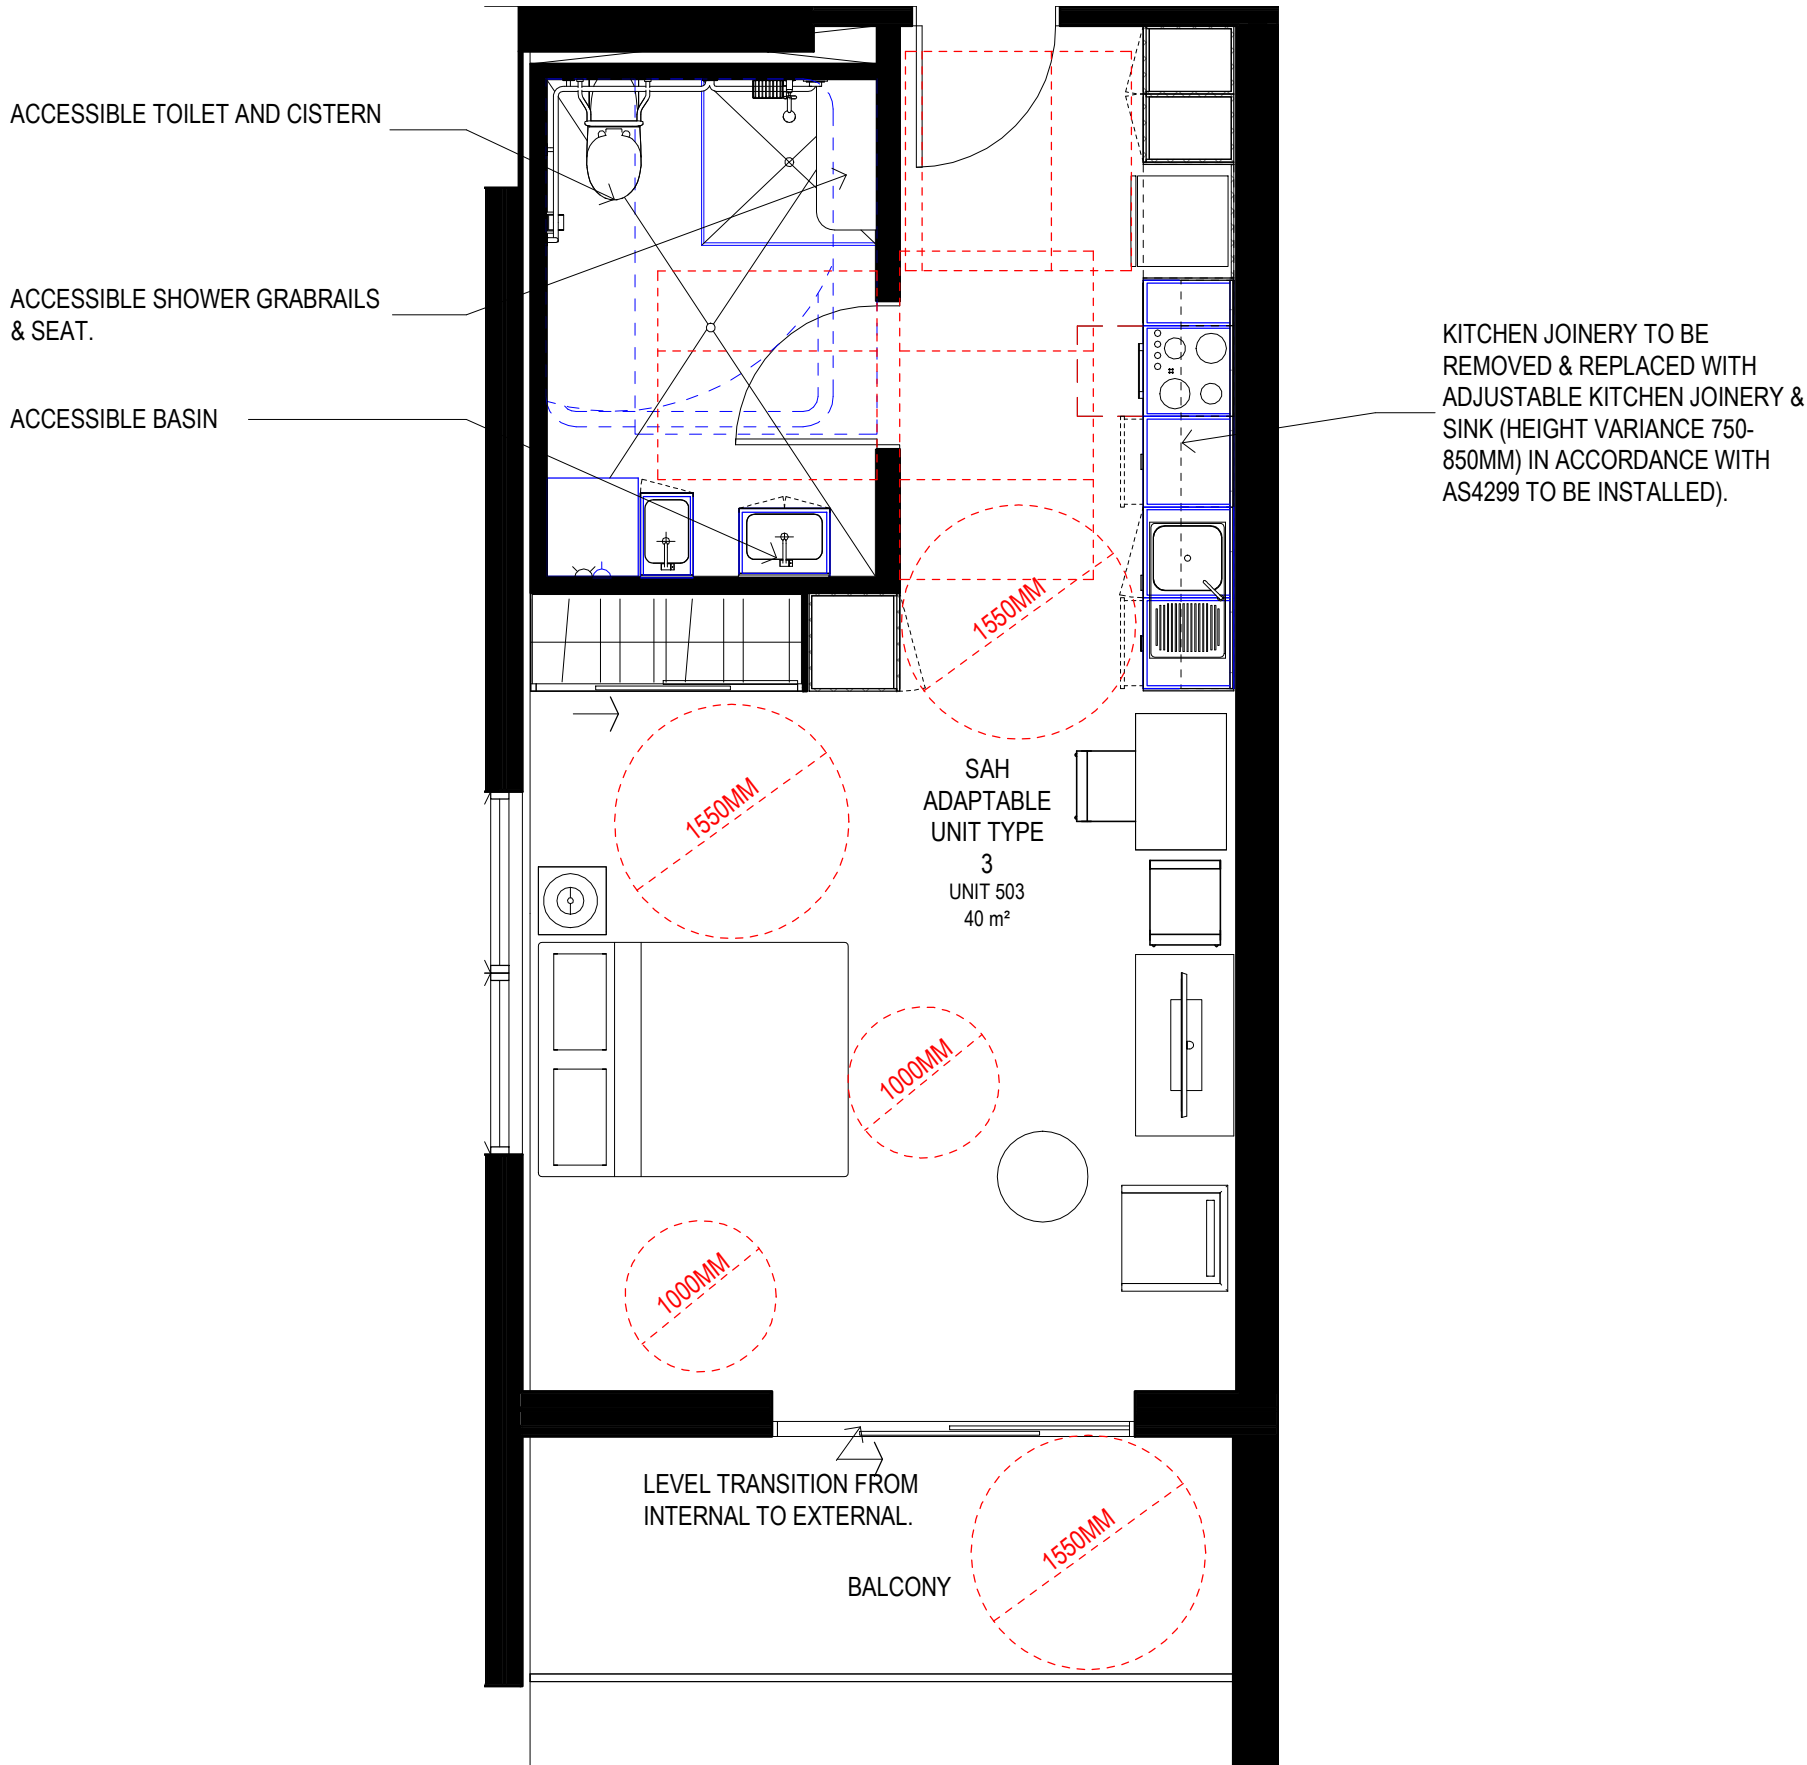 ACCESSIBLE TOILET AND CISTERN
ACCESSIBLE SHOWER GRABRAILS
& SEAT.
ACCESSIBLE BASIN
KITCHEN JOINERY TO BE
REMOVED & REPLACED WITH
ADJUSTABLE KITCHEN JOINERY &
SINK (HEIGHT VARIANCE 750-
850MM) IN ACCORDANCE WITH
AS4299 TO BE INSTALLED).
1550MM
1550MM
SAH
ADAPTABLE
UNIT TYPE
3
UNIT 503
40 m²
1000MM
1000MM
LEVEL TRANSITION FROM
INTERNAL TO EXTERNAL.
1550MM
BALCONY